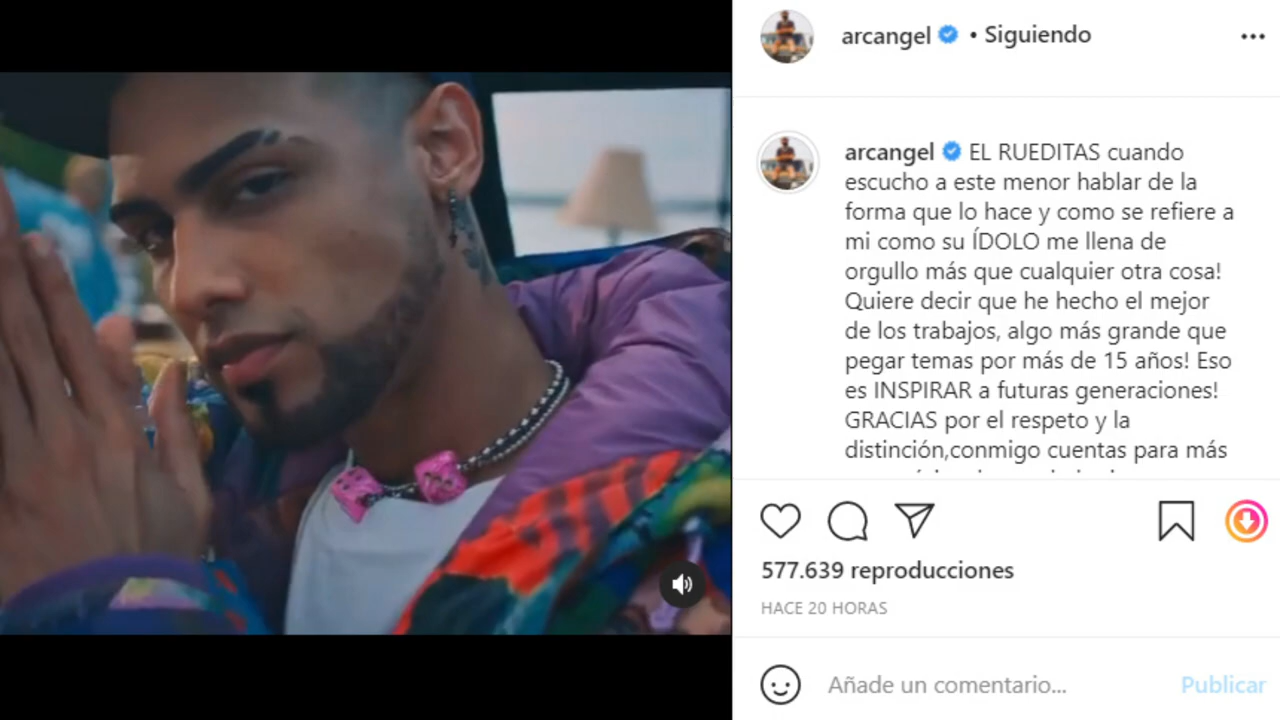 arcangel • Siguiendo
arcangel EL RUEDITAS cuando
escucho a este menor hablar de la
forma que lo hace y como se refiere a
mi como su ÍDOLO me llena de
orgullo más que cualquier otra cosa!
Quiere decir que he hecho el mejor
de los trabajos, algo más grande que
pegar temas por más de 15 años! Eso
es INSPIRAR a futuras generaciones!
GRACIAS por el respeto y la
distinción,conmigo cuentas para más
577.639 reproducciones
HACE 20 HORAS
Añade un comentario...
Publicar